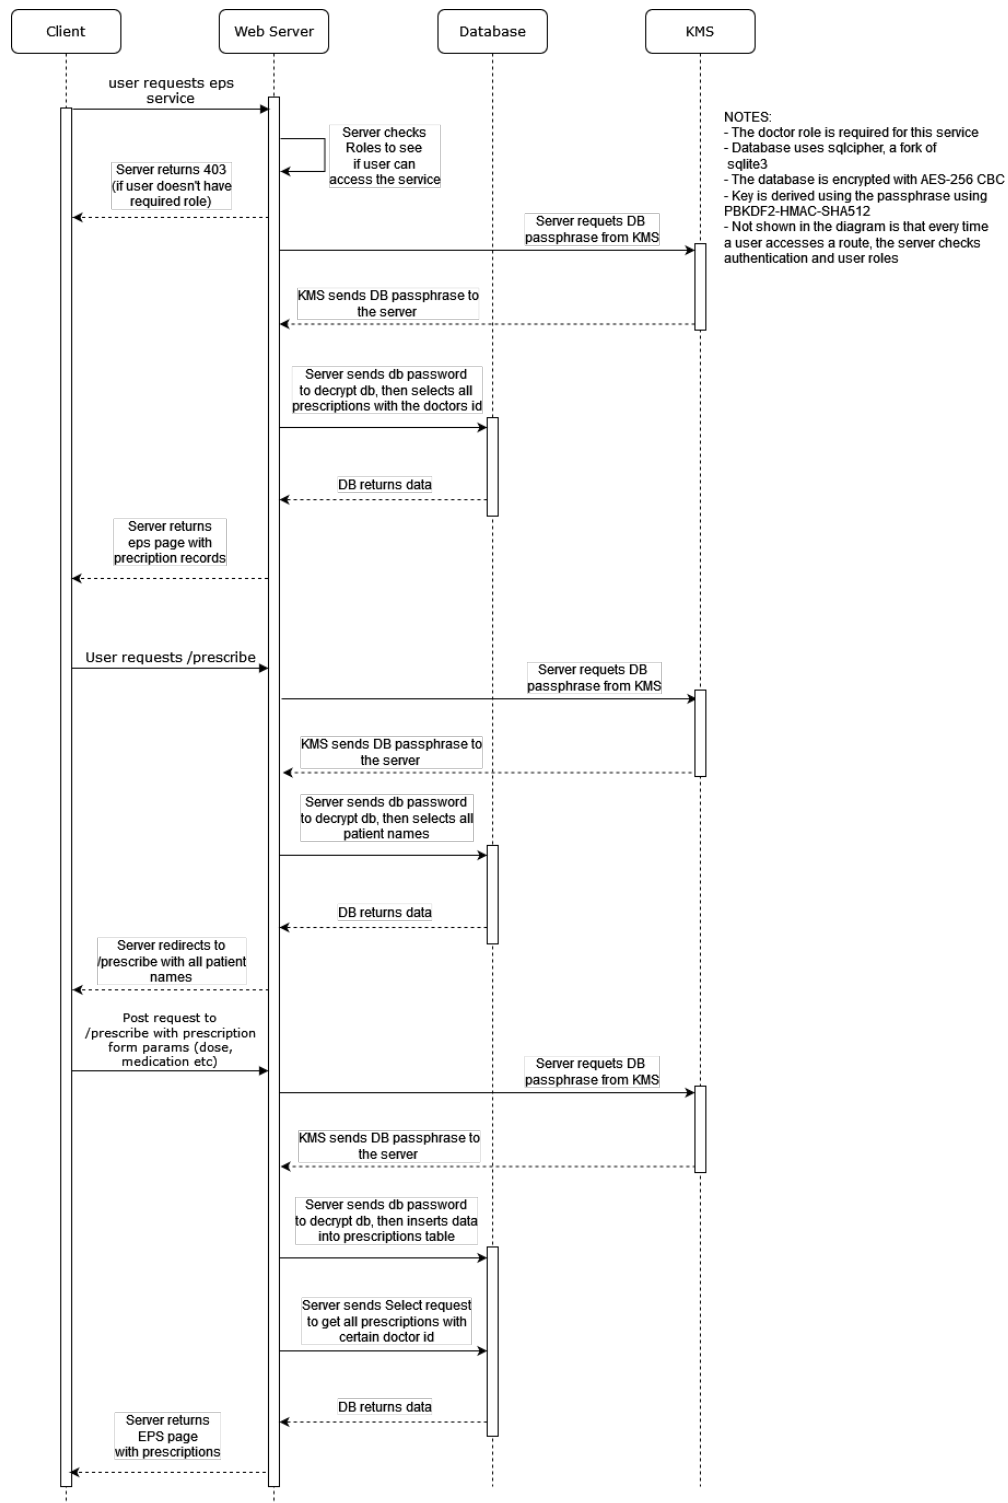 Client
Web Server
Database
KMS
user requests eps
service
NOTES:
- The doctor role is required for this service
- Database uses sqlcipher, a fork of
sqlite3
- The database is encrypted with AES-256 CBC
- Key is derived using the passphrase using
PBKDF2-HMAC-SHA512
- Not shown in the diagram is that every time
a user accesses a route, the server checks
authentication and user roles
Server checks
Roles to see
if user can
access the service
Server returns 403
(if user doesn't have
required role)
Server requets DB
passphrase from KMS
KMS sends DB passphrase to
the server
Server sends db password
to decrypt db, then selects all
prescriptions with the doctors id
DB returns data
Server returns
eps page with
precription records
User requests /prescribe
Server requets DB
passphrase from KMS
KMS sends DB passphrase to
the server
Server sends db password
to decrypt db, then selects all
patient names
DB returns data
Server redirects to
/prescribe with all patient
names
Post request to
/prescribe with prescription
form params (dose,
medication etc)
Server requets DB
passphrase from KMS
KMS sends DB passphrase to
the server
Server sends db password
to decrypt db, then inserts data
into prescriptions table
Server sends Select request
to get all prescriptions with
certain doctor id
DB returns data
Server returns
EPS page
with prescriptions